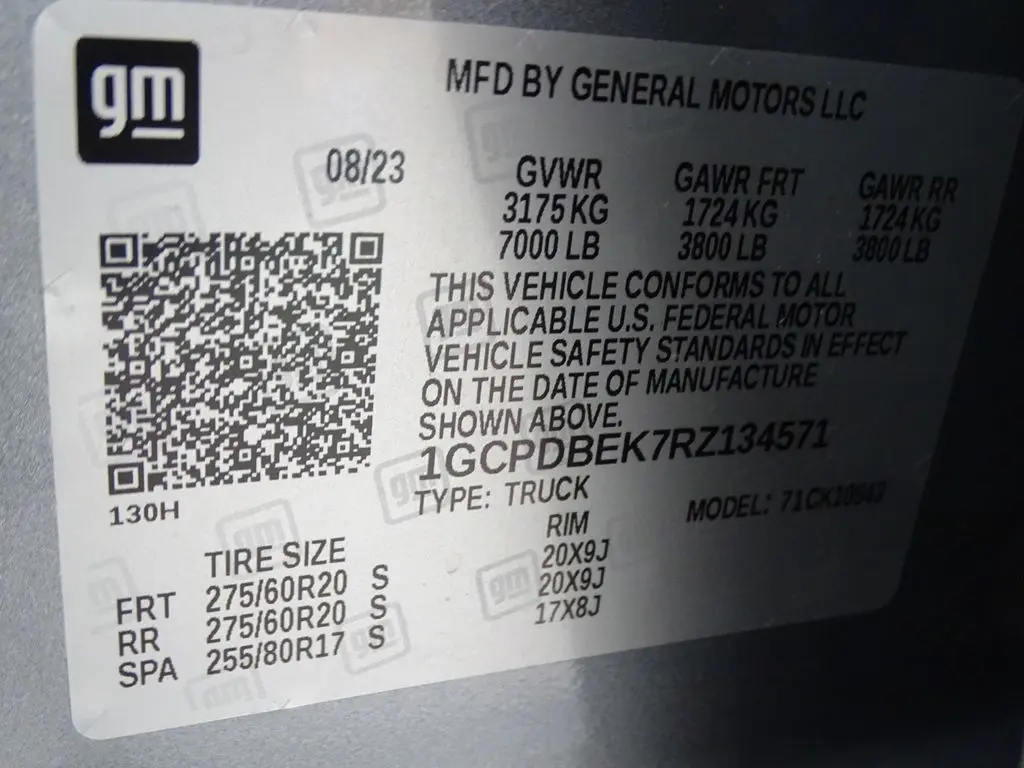 gm
MFD BY GENERAL MOTORS LLC
08/23
GVWR GAWR FRT GAWR RR
3175 KG 1724 KG 1724 KG
7000 LB 3800 LB 3800 LB
THIS VEHICLE CONFORMS TO ALL
APPLICABLE U.S. FEDERAL MOTOR
VEHICLE SAFETY STANDARDS IN EFFECT
ON THE DATE OF MANUFACTURE
SHOWN ABOVE.
1GCPDBEK7RZ134571
130H
TYPE: TRUCK MODEL:
TIRE SIZE RIM
FRT 275/60R20 S 20X9J
RR 275/60R20 S 20X9J
SPA 255/80R17 S 17X8J